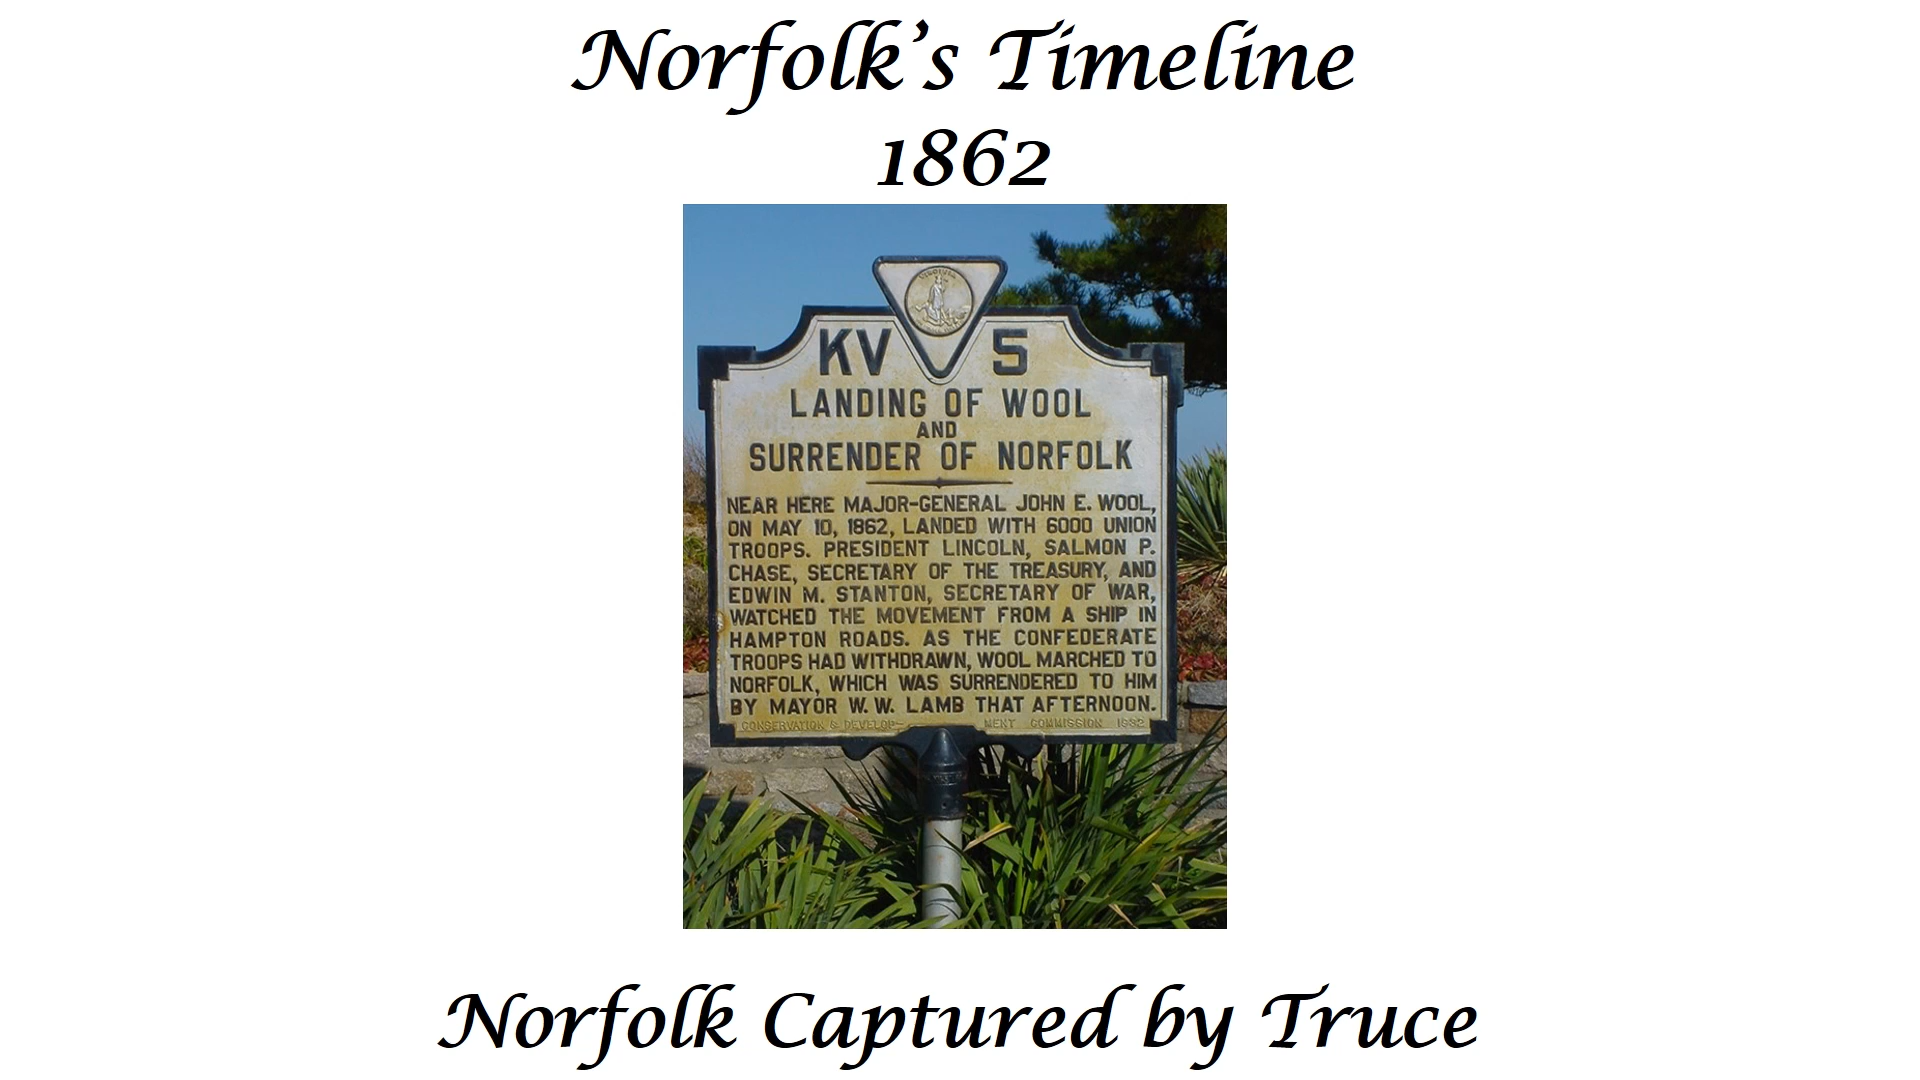 Norfolk’s Timeline
1862
KV 5
LANDING OF WOOL
AND
SURRENDER OF NORFOLK
NEAR HERE MAJOR-GENERAL JOHN E. WOOL,
ON MAY 10, 1862, LANDED WITH 6000 UNION
TROOPS. PRESIDENT LINCOLN, SALMON P.
CHASE, SECRETARY OF THE TREASURY, AND
EDWIN M. STANTON, SECRETARY OF WAR,
WATCHED THE MOVEMENT FROM A SHIP IN
HAMPTON ROADS. AS THE CONFEDERATE
TROOPS HAD WITHDRAWN, WOOL MARCHED TO
NORFOLK, WHICH WAS SURRENDERED TO HIM
BY MAYOR W. W. LAMB THAT AFTERNOON.
CONSERVATION & DEVELOP- MENT COMMISSION
Norfolk Captured by Truce